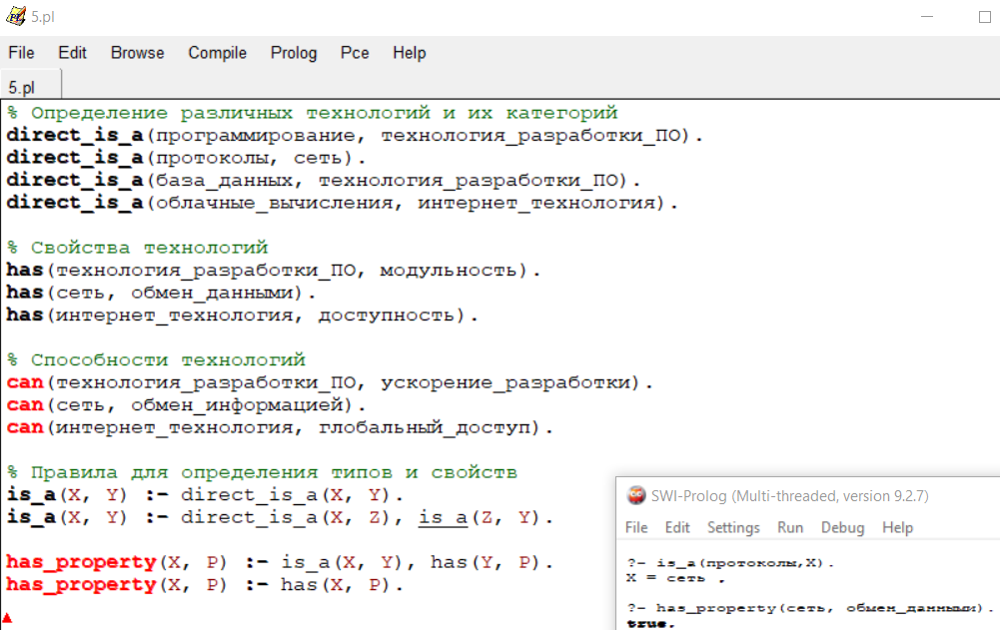 5.pl
File Edit Browse Compile Prolog Pce Help
5.pl
% Определение различных технологий и их категорий
direct_is_a(программирование, технология_разработки_ПО).
direct_is_a(протоколы, сеть).
direct_is_a(база_данных, технология_разработки_ПО).
direct_is_a(облачные_вычисления, интернет_технология).
% Свойства технологий
has(технология_разработки_ПО, модульность).
has(сеть, обмен_данными).
has(интернет_технология, доступность).
% Способности технологий
can(технология_разработки_ПО, ускорение_разработки).
can(сеть, обмен_информацией).
can(интернет_технология, глобальный_доступ).
% Правила для определения типов и свойств
is_a(X, Y) :- direct_is_a(X, Y).
is_a(X, Y) :- direct_is_a(X, Z), is_a(Z, Y).
has_property(X, P) :- is_a(X, Y), has(Y, P).
has_property(X, P) :- has(X, P).
SWI-Prolog (Multi-threaded, version 9.2.7)
File Edit Settings Run Debug Help
?- is_a(протоколы,X).
X = сеть .
?- has_property(сеть, обмен_данными).
true.